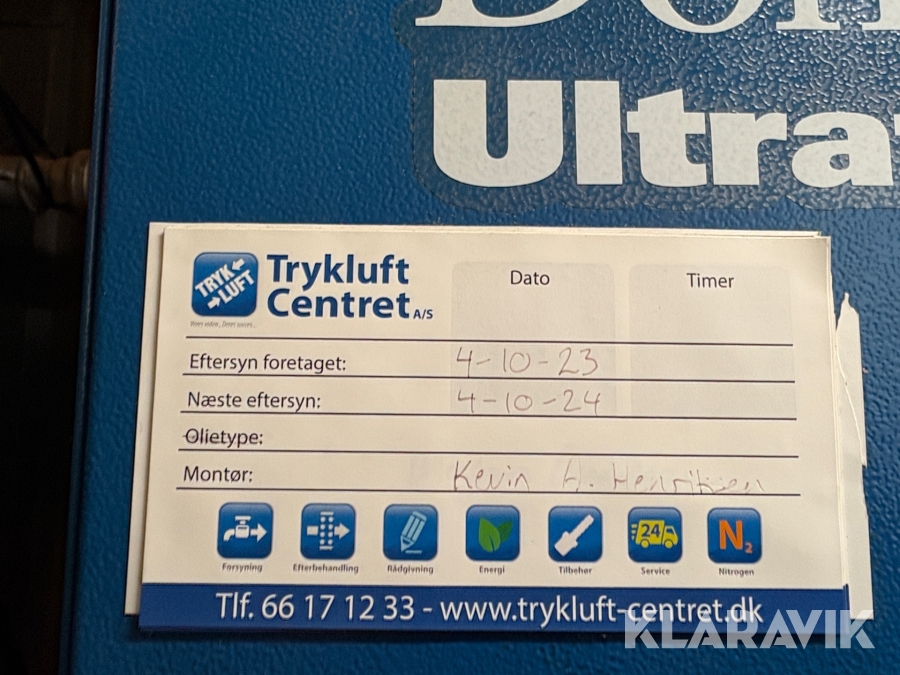 Ultra
TRYK
LUFT
Trykluft
Centret A/S
Dato
Timer
Eftersyn foretaget:
4-10-23
Næste eftersyn:
4-10-24
Olietype:
Montør:
Kevin H. Henriksen
Forsyning
Efterbehandling
Rådgivning
Energi
Tilbehør
24
Service
N2
Nitrogen
Tlf. 66 17 12 33 - www.trykluft-centret.dk
KLARAVIK